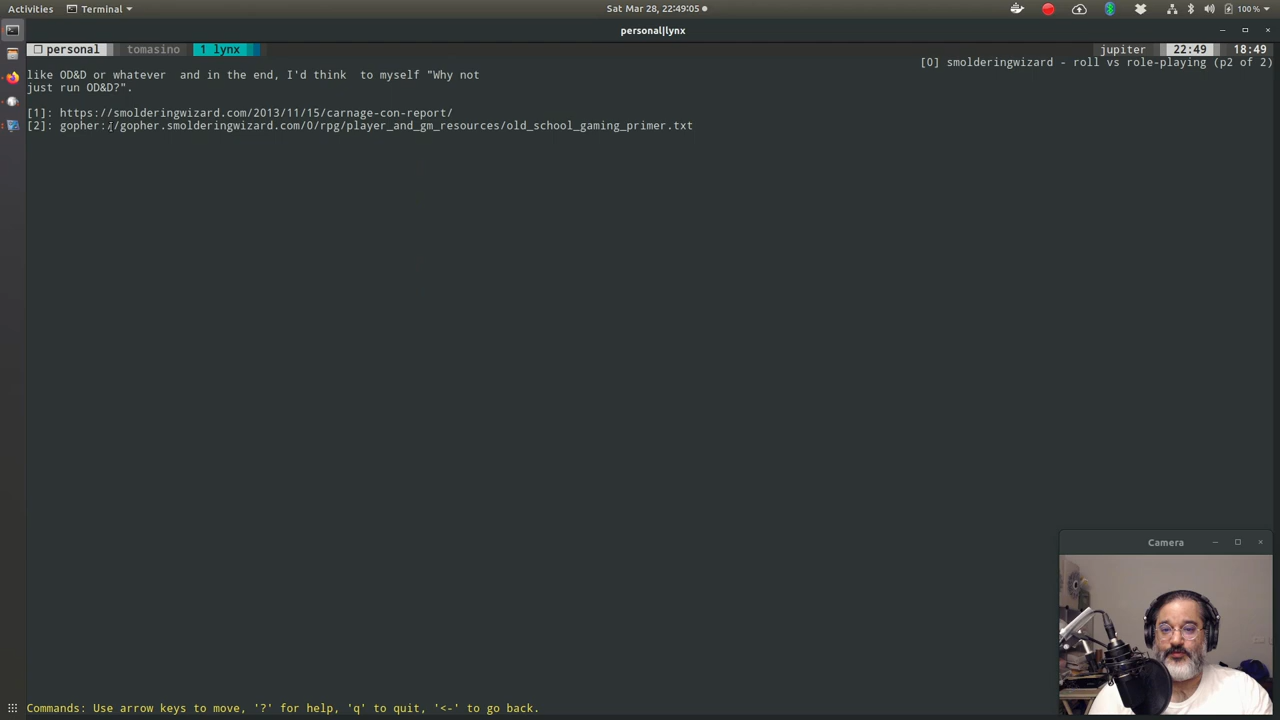 Activities Terminal Sat Mar 28, 22:49:05 100%
personal|lynx
personal tomasino 1 lynx jupiter 22:49 18:49
[0] smolderingwizard - roll vs role-playing (p2 of 2)
like OD&D or whatever  and in the end, I'd think  to myself "Why not
just run OD&D?".
[1]: https://smolderingwizard.com/2013/11/15/carnage-con-report/
[2]: gopher://gopher.smolderingwizard.com/0/rpg/player_and_gm_resources/old_school_gaming_primer.txt
Camera
Commands: Use arrow keys to move, '?' for help, 'q' to quit, '<-' to go back.